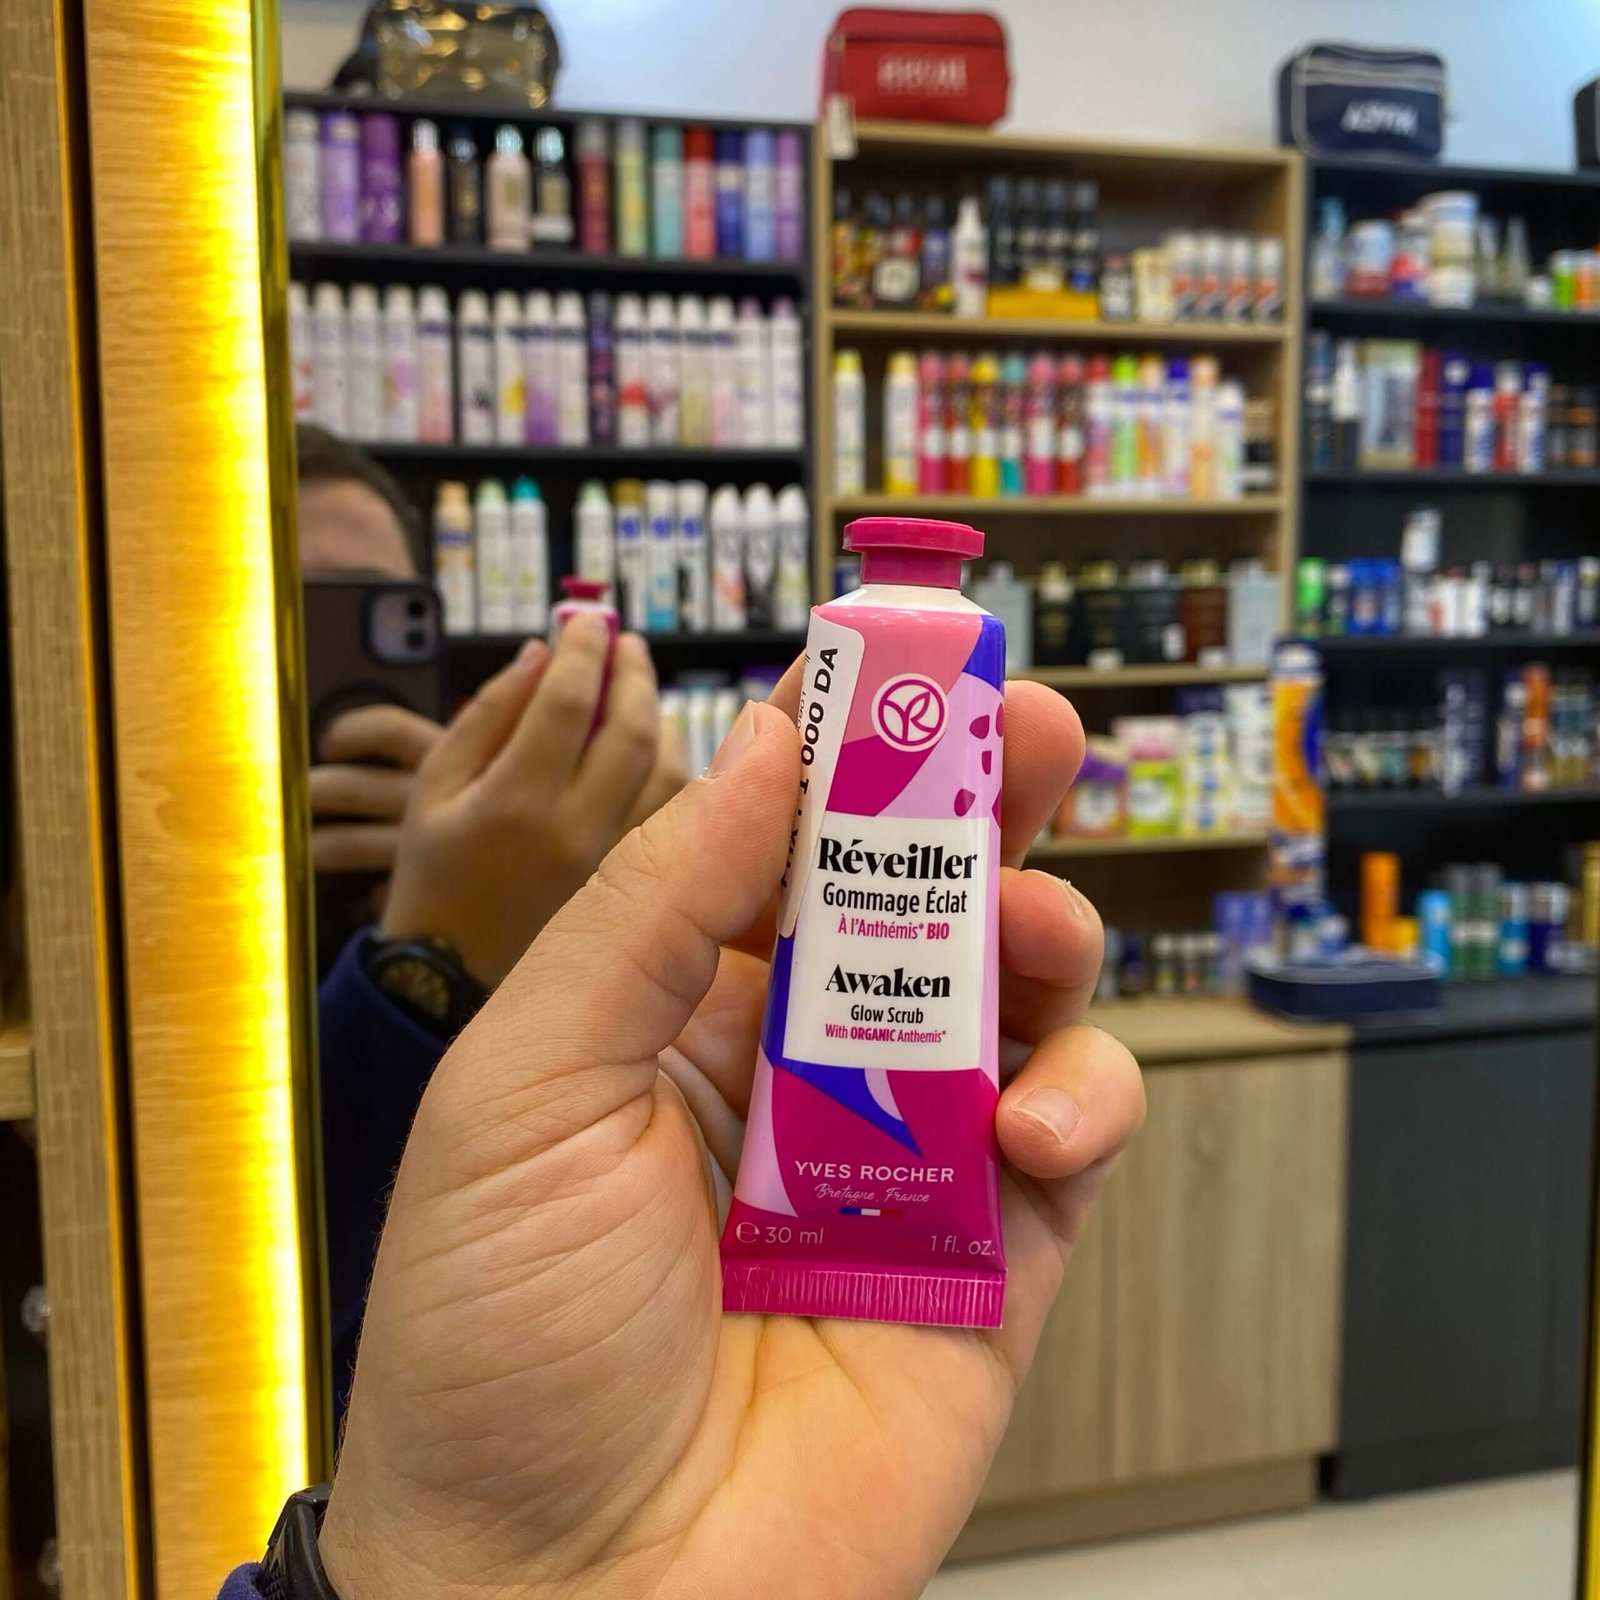 1 000 DA
Réveiller
Gommage Éclat
À l'Anthémis* BIO
Awaken
Glow Scrub
With ORGANIC Anthemis*
YVES ROCHER
Bretagne, France
℮ 30 ml
1 fl. oz.